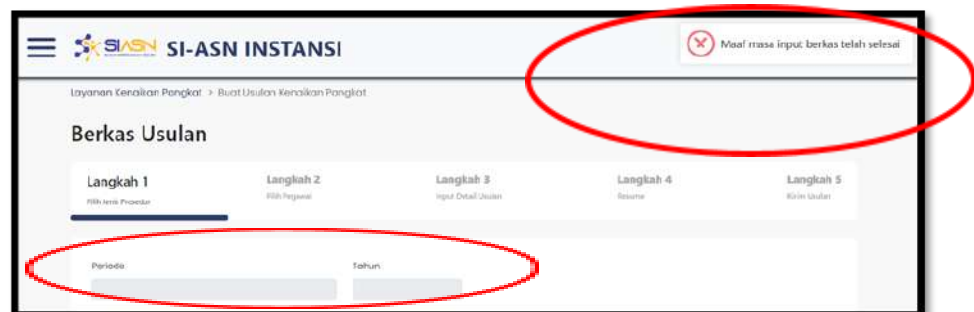 SIASN SI-ASN INSTANSI
Maaf masa input berkas telah selesai
Layanan Kenaikan Pangkat > Buat Usulan Kenaikan Pangkat
Berkas Usulan
Langkah 1
Pilih Jenis Prosedur
Langkah 2
Pilih Pegawai
Langkah 3
Input Detail Usulan
Langkah 4
Resume
Langkah 5
Kirim Usulan
Periode
Tahun